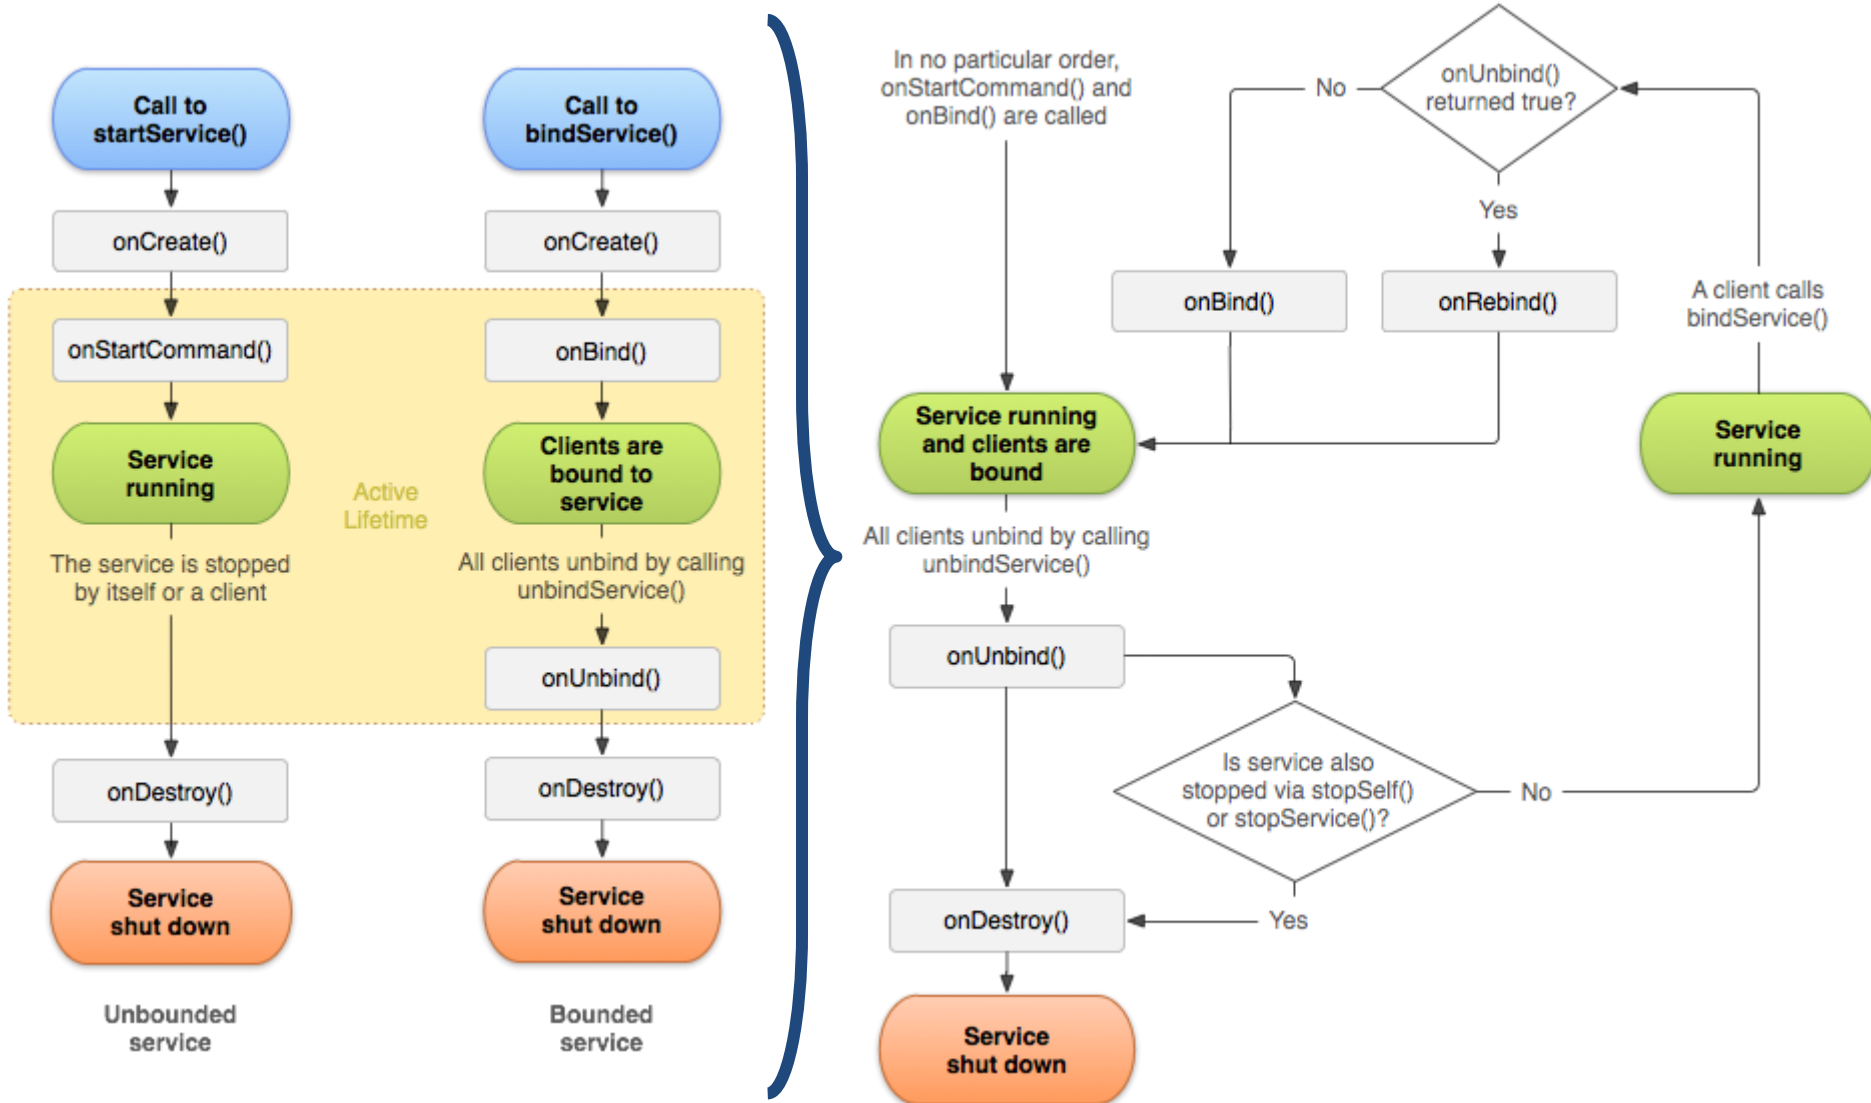 Call to
startService()
onCreate()
onStartCommand()
Service
running
The service is stopped
by itself or a client
onDestroy()
Service
shut down
Unbounded
service
Active
Lifetime
Call to
bindService()
onCreate()
onBind()
Clients are
bound to
service
All clients unbind by calling
unbindService()
onUnbind()
onDestroy()
Service
shut down
Bounded
service
In no particular order,
onStartCommand() and
onBind() are called
Service running
and clients are
bound
All clients unbind by calling
unbindService()
onUnbind()
onDestroy()
Service
shut down
Is service also
stopped via stopSelf()
or stopService()?
Yes
No
Service
running
A client calls
bindService()
onUnbind()
returned true?
No
Yes
onBind()
onRebind()